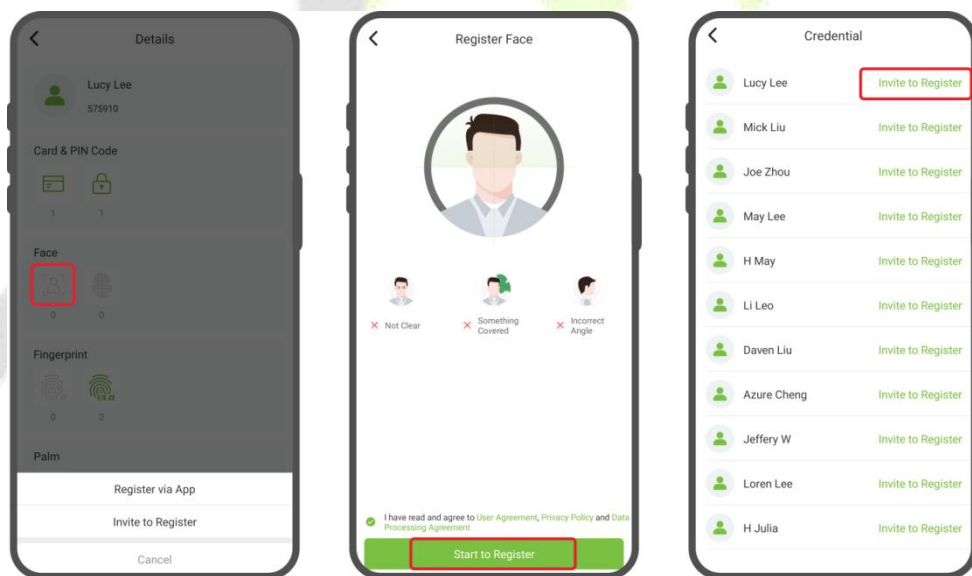 Details
Lucy Lee
575910
Card & PIN Code
1 1
Face
0 0
Fingerprint
0 2
Palm
Register via App
Invite to Register
Cancel
Register Face
Not Clear
Something
Covered
Incorrect
Angle
I have read and agree to User Agreement, Privacy Policy and Data
Processing Agreement
Start to Register
Credential
Lucy Lee Invite to Register
Mick Liu Invite to Register
Joe Zhou Invite to Register
May Lee Invite to Register
H May Invite to Register
Li Leo Invite to Register
Daven Liu Invite to Register
Azure Cheng Invite to Register
Jeffery W Invite to Register
Loren Lee Invite to Register
H Julia Invite to Register